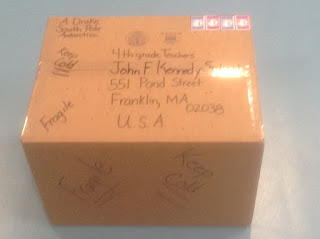 A Drake
South Pole
Antarctica
Keep
Cold
Fragile
4th grade Teachers
John F Kennedy
551 Pond Street
Franklin, MA
02038
U.S.A
Keep
Cold